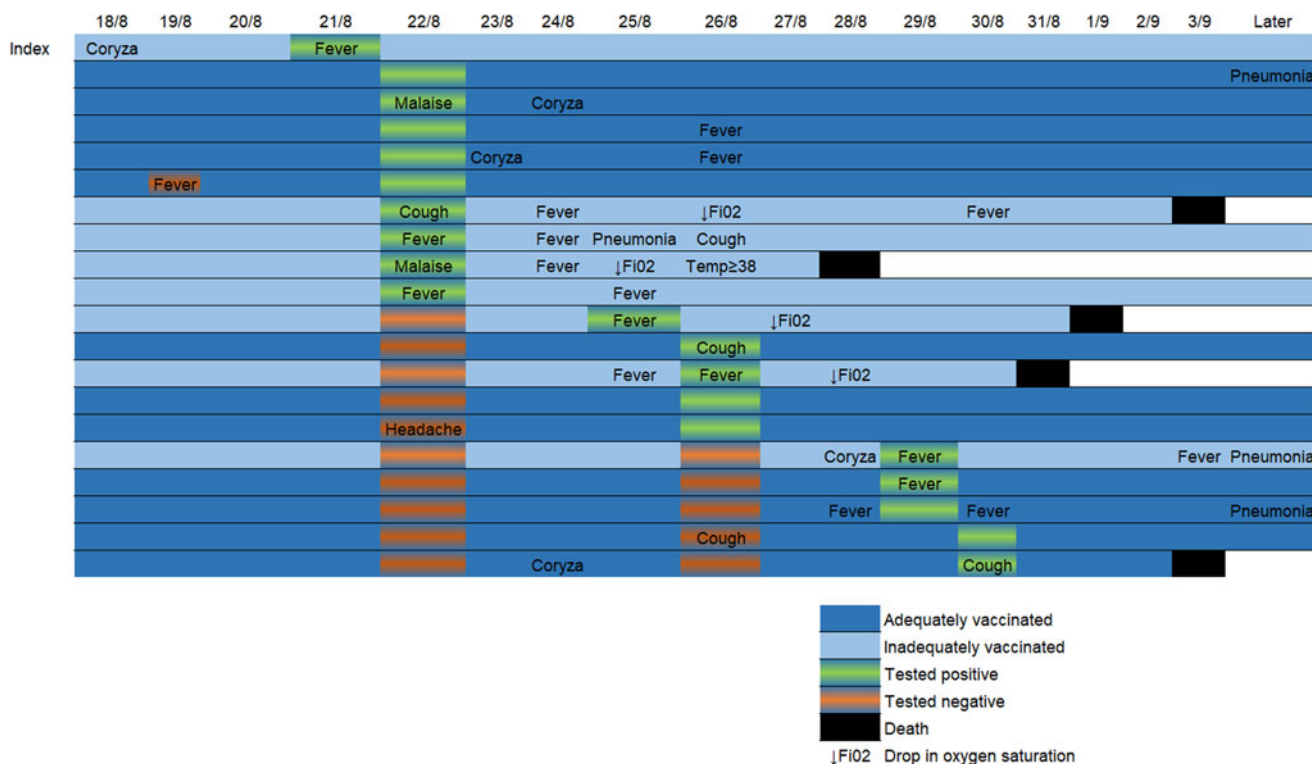 18/8 19/8 20/8 21/8 22/8 23/8 24/8 25/8 26/8 27/8 28/8 29/8 30/8 31/8 1/9 2/9 3/9 Later
Index Coryza Fever
Pneumonia
Malaise Coryza
Fever
Coryza Fever
Fever
Cough Fever ↓Fi02 Fever
Fever Fever Pneumonia Cough
Malaise Fever ↓Fi02 Temp≥38
Fever Fever
Fever ↓Fi02
Cough
Fever Fever ↓Fi02
Headache
Coryza Fever Fever Pneumonia
Fever
Fever Fever Pneumonia
Cough
Coryza Cough
Adequately vaccinated
Inadequately vaccinated
Tested positive
Tested negative
Death
↓Fi02 Drop in oxygen saturation